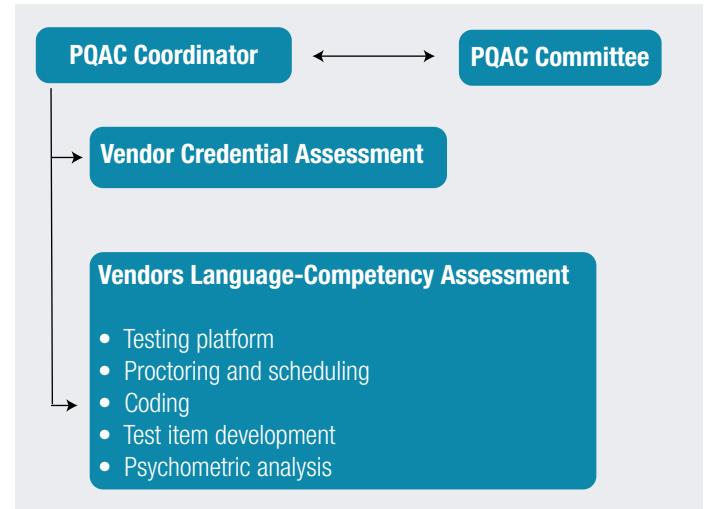 PQAC Coordinator
PQAC Committee
Vendor Credential Assessment
Vendors Language-Competency Assessment
• Testing platform
• Proctoring and scheduling
• Coding
• Test item development
• Psychometric analysis